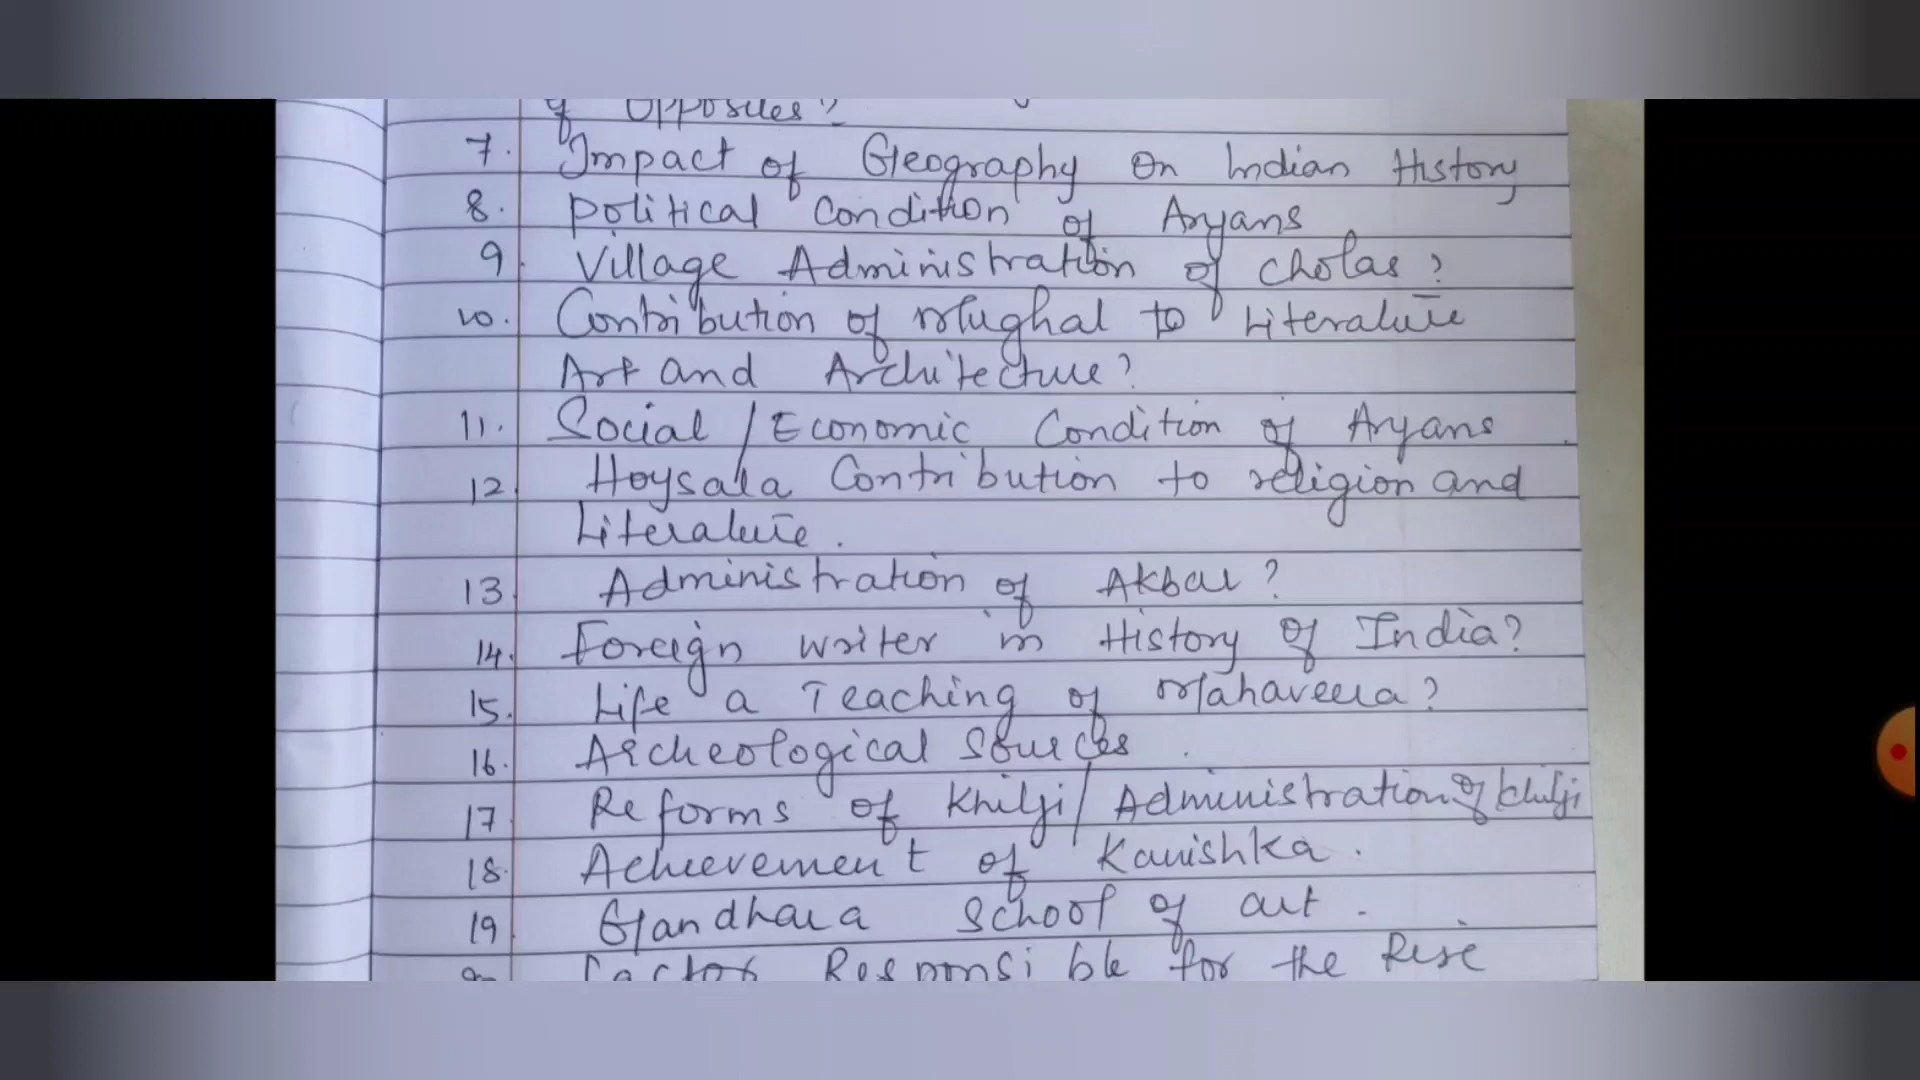 of Opposites?
7. Impact of Geography on Indian History
8. Political Condition of Aryans
9. Village Administration of Cholas?
10. Contribution of Mughal to Literature
Art and Architecture?
11. Social / Economic Condition of Aryans
12. Hoysala Contribution to religion and
Literature.
13. Administration of Akbar?
14. Foreign writer in History of India?
15. Life a Teaching of Mahaveera?
16. Archeological Sources.
17. Reforms of Khilji / Administration of Khilji
18. Achievement of Kanishka.
19. Gandhara School of art.
Factor Responsible for the Rise